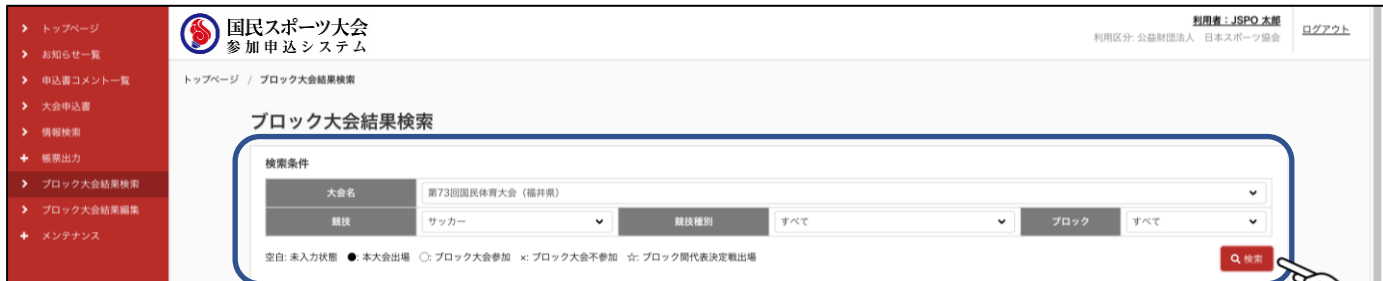 トップページ
お知らせ一覧
申込書コメント一覧
大会申込書
情報検索
帳票出力
ブロック大会結果検索
ブロック大会結果編集
メンテナンス
国民スポーツ大会
参加申込システム
利用者：JSPO 太郎
利用区分: 公益財団法人 日本スポーツ協会
ログアウト
トップページ / ブロック大会結果検索
ブロック大会結果検索
検索条件
大会名 第73回国民体育大会（福井県）
競技 サッカー 競技種別 すべて ブロック すべて
空白: 未入力状態 ●: 本大会出場 〇: ブロック大会参加 ×: ブロック大会不参加 ☆: ブロック間代表決定戦出場
検索